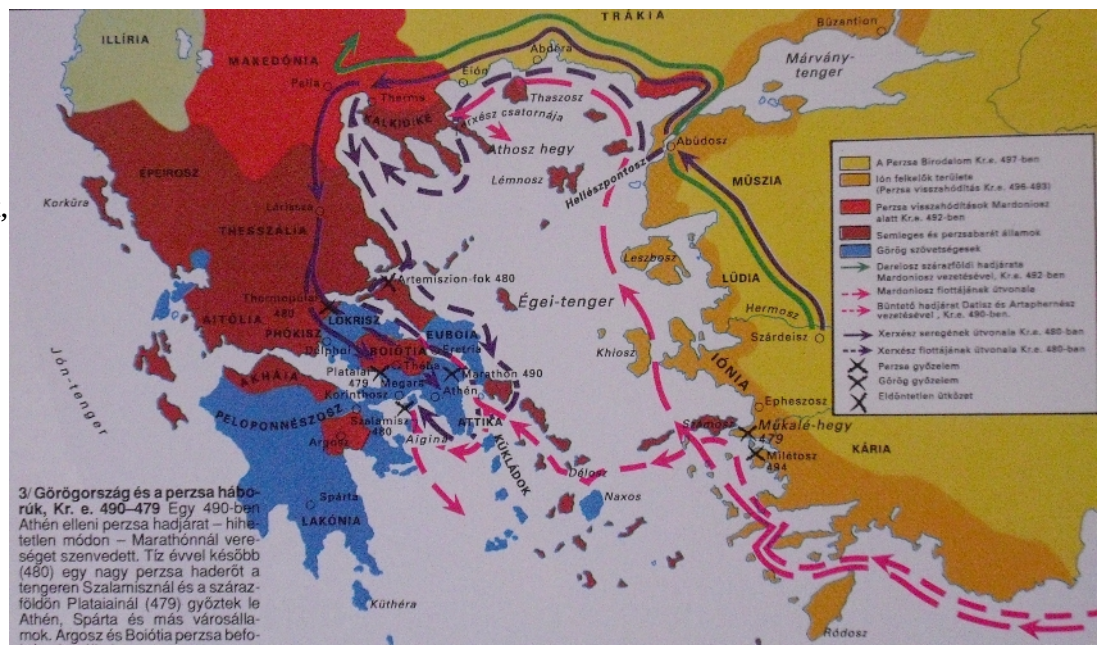 TRÁKIA
Büzantion
ILLÍRIA
Márvány-
tenger
MAKEDÓNIA
Abdéra
Eión
Pella
Therma
Thaszosz
Xerxész csatornája
KALKIDIKÉ
Abüdosz
Athosz hegy
ÉPEIROSZ
Lémnosz
Hellészpontosz
MÜSZIA
Korküra
Lárissza
THESSZÁLIA
Leszbosz
LÜDIA
Artemiszion-fok 480
Thermopülai
480
Égei-tenger
Hermosz
AITÓLIA
LOKRISZ
PHÓKISZ
EUBOIA
Szárdeisz
Delphoi
BOIÓTIA
Eretria
Khiosz
IÓNIA
Jón-tenger
Plataiai
479
Théba
Marathón 490
AKHÁIA
Megara
Korinthosz
Athén
Epheszosz
PELOPONNÉSZOSZ
Szalamisz
480
ATTIKA
Számosz
Mükalé-hegy
479
Argosz
Aigina
KÜKLÁDOK
Milétosz
494
KÁRIA
Délosz
Naxos
Spárta
LAKÓNIA
Küthéra
Ródosz
A Perzsa Birodalom Kr.e. 497-ben
Ión felkelők területe
(Perzsa visszahódítás Kr.e. 496-493)
Perzsa visszahódítások Mardoniosz
alatt Kr.e. 492-ben
Semleges és perzsabarát államok
Görög szövetségesek
Dareiosz szárazföldi hadjárata
Mardoniosz vezetésével, Kr.e. 492-ben
Mardoniosz flottájének útvonala
Büntető hadjárat Datisz és Artaphernész
vezetésével , Kr.e. 490-ben.
Xerxész seregének útvonala Kr.e. 480-ban
Xerxész flottájének útvonala Kr.e. 480-ban
Perzsa győzelem
Görög győzelem
Eldöntetlen ütközet
3/ Görögország és a perzsa hábo-
rúk, Kr. e. 490–479 Egy 490-ben
Athén elleni perzsa hadjárat – hihe-
tetlen módon – Marathónnál vere-
séget szenvedett. Tíz évvel később
(480) egy nagy perzsa haderőt a
tengeren Szalamisznál és a száraz-
földön Plataiainál (479) győztek le
Athén, Spárta és más városálla-
mok. Argosz és Boiótia perzsa befo-